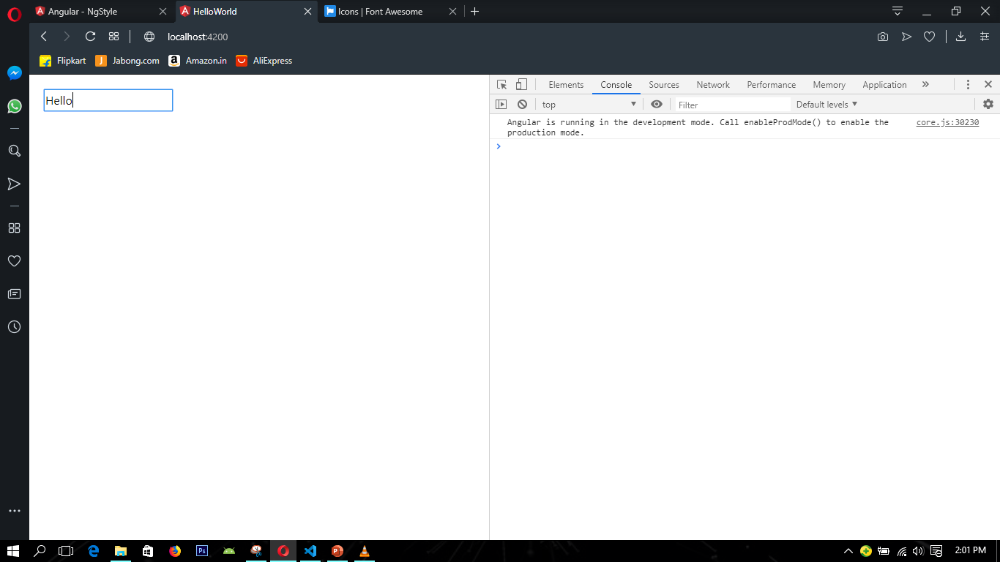 Angular - NgStyle
HelloWorld
Icons | Font Awesome
localhost:4200
Flipkart
J Jabong.com
a Amazon.in
AliExpress
Elements Console Sources Network Performance Memory Application »
top
Filter
Default levels
Angular is running in the development mode. Call enableProdMode() to enable the core.js:30230
production mode.
Hello
2:01 PM